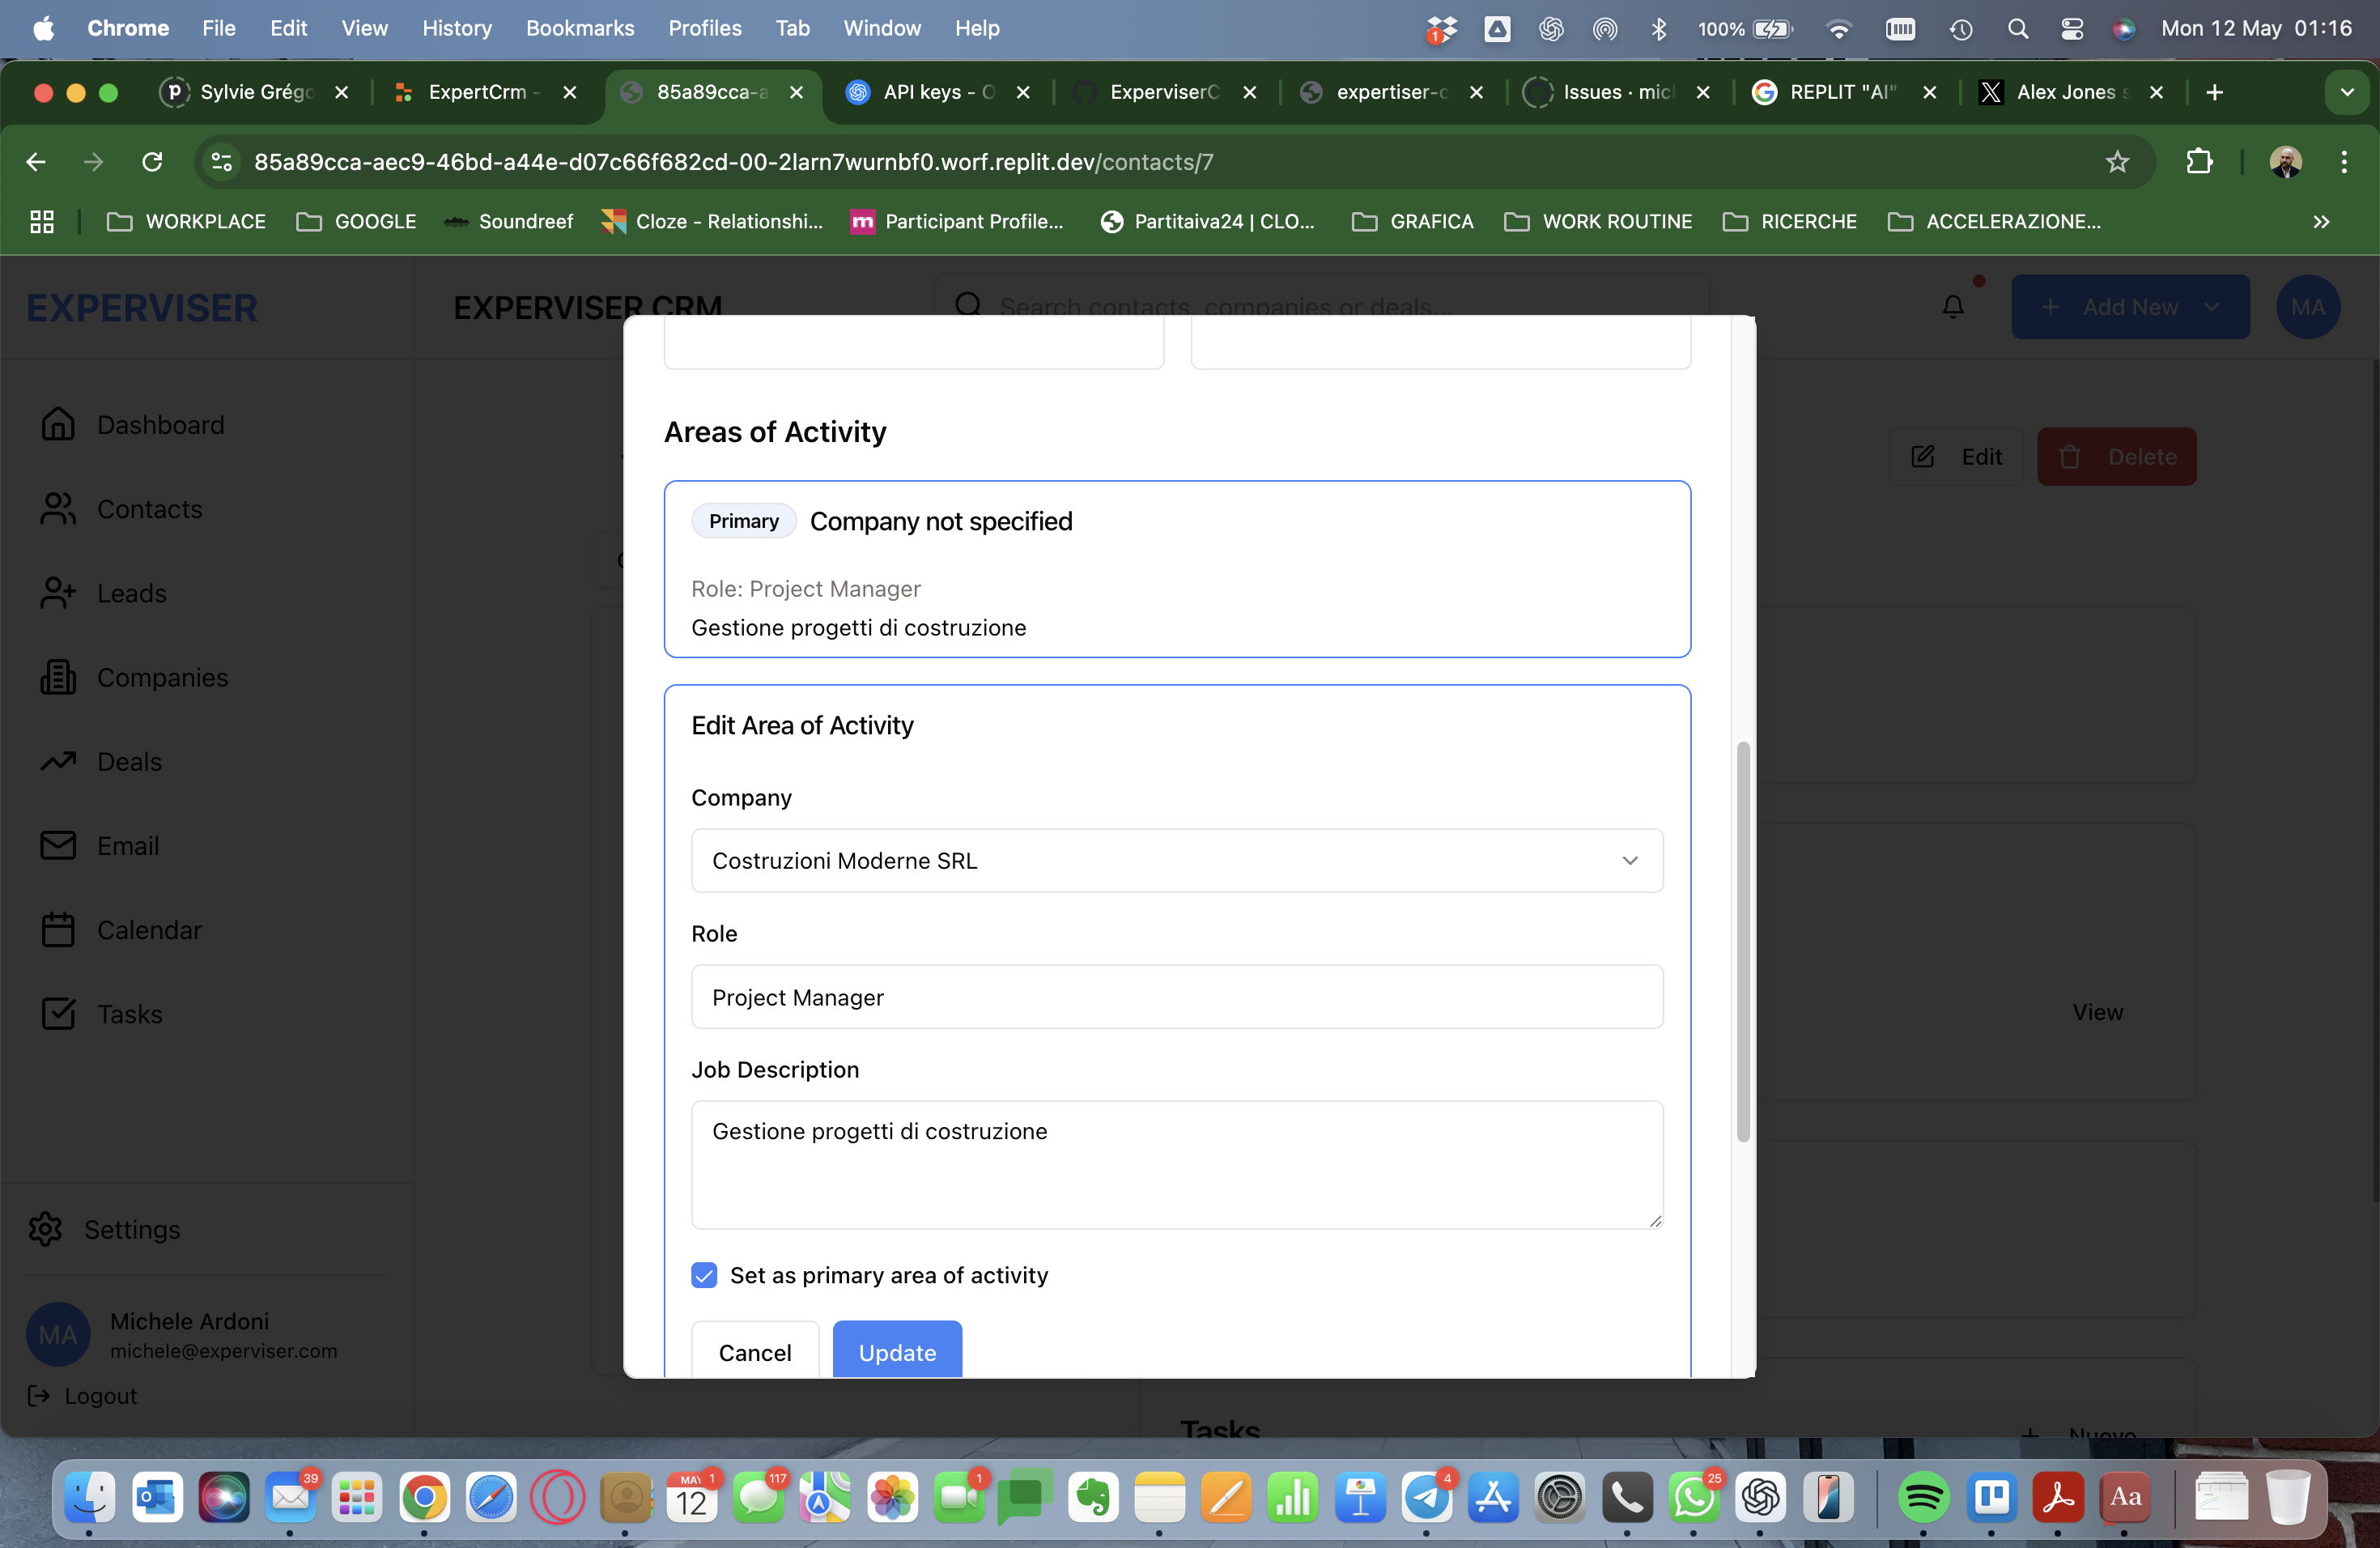 Chrome File Edit View History Bookmarks Profiles Tab Window Help 1 100% Mon 12 May 01:16
Sylvie Grégo ExpertCrm - 85a89cca-a API keys - O ExperviserC expertiser-c Issues · mic REPLIT "AI" Alex Jones s
85a89cca-aec9-46bd-a44e-d07c66f682cd-00-2larn7wurnbf0.worf.replit.dev/contacts/7
WORKPLACE GOOGLE Soundreef Cloze - Relationshi... Participant Profile... Partitaiva24 | CLO... GRAFICA WORK ROUTINE RICERCHE ACCELERAZIONE...
EXPERVISER EXPERVISER CRM Search contacts, companies or deals... Add New MA
Dashboard
Contacts
Leads
Companies
Deals
Email
Calendar
Tasks
Settings
MA
Michele Ardoni
michele@experviser.com
Logout
Edit Delete
View
Areas of Activity
Primary Company not specified
Role: Project Manager
Gestione progetti di costruzione
Edit Area of Activity
Company
Costruzioni Moderne SRL
Role
Project Manager
Job Description
Gestione progetti di costruzione
Set as primary area of activity
Cancel Update
Tasks + Nuovo
39 MAY 12 1 117 1 4 25 Aa